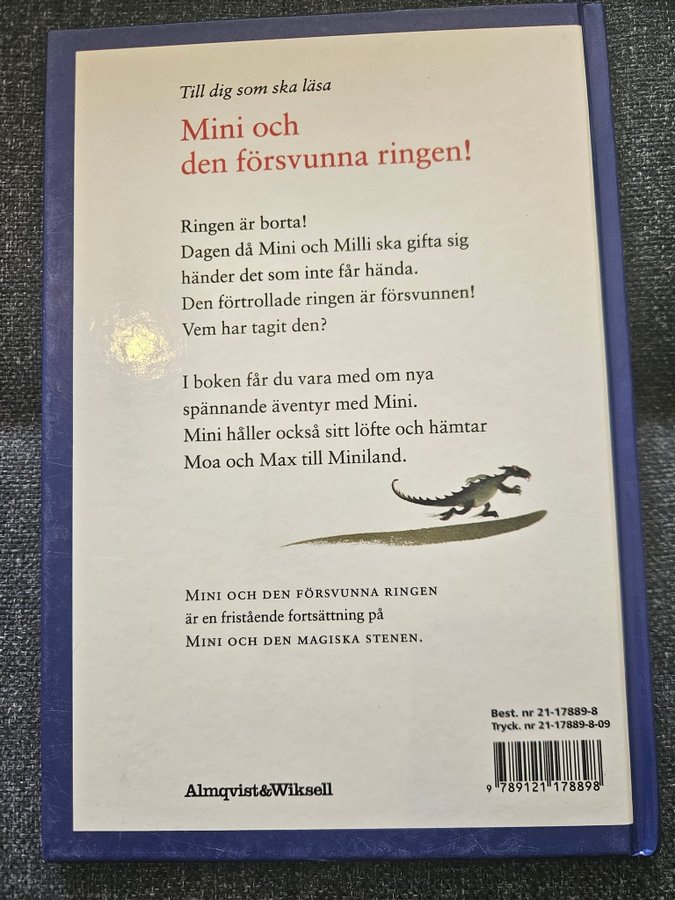 Till dig som ska läsa
Mini och
den försvunna ringen!
Ringen är borta!
Dagen då Mini och Milli ska gifta sig
händer det som inte får hända.
Den förtrollade ringen är försvunnen!
Vem har tagit den?
I boken får du vara med om nya
spännande äventyr med Mini.
Mini håller också sitt löfte och hämtar
Moa och Max till Miniland.
MINI OCH DEN FÖRSVUNNA RINGEN
är en fristående fortsättning på
MINI OCH DEN MAGISKA STENEN.
Best. nr 21-17889-8
Tryck. nr 21-17889-8-09
9 789121 178898
Almqvist&Wiksell